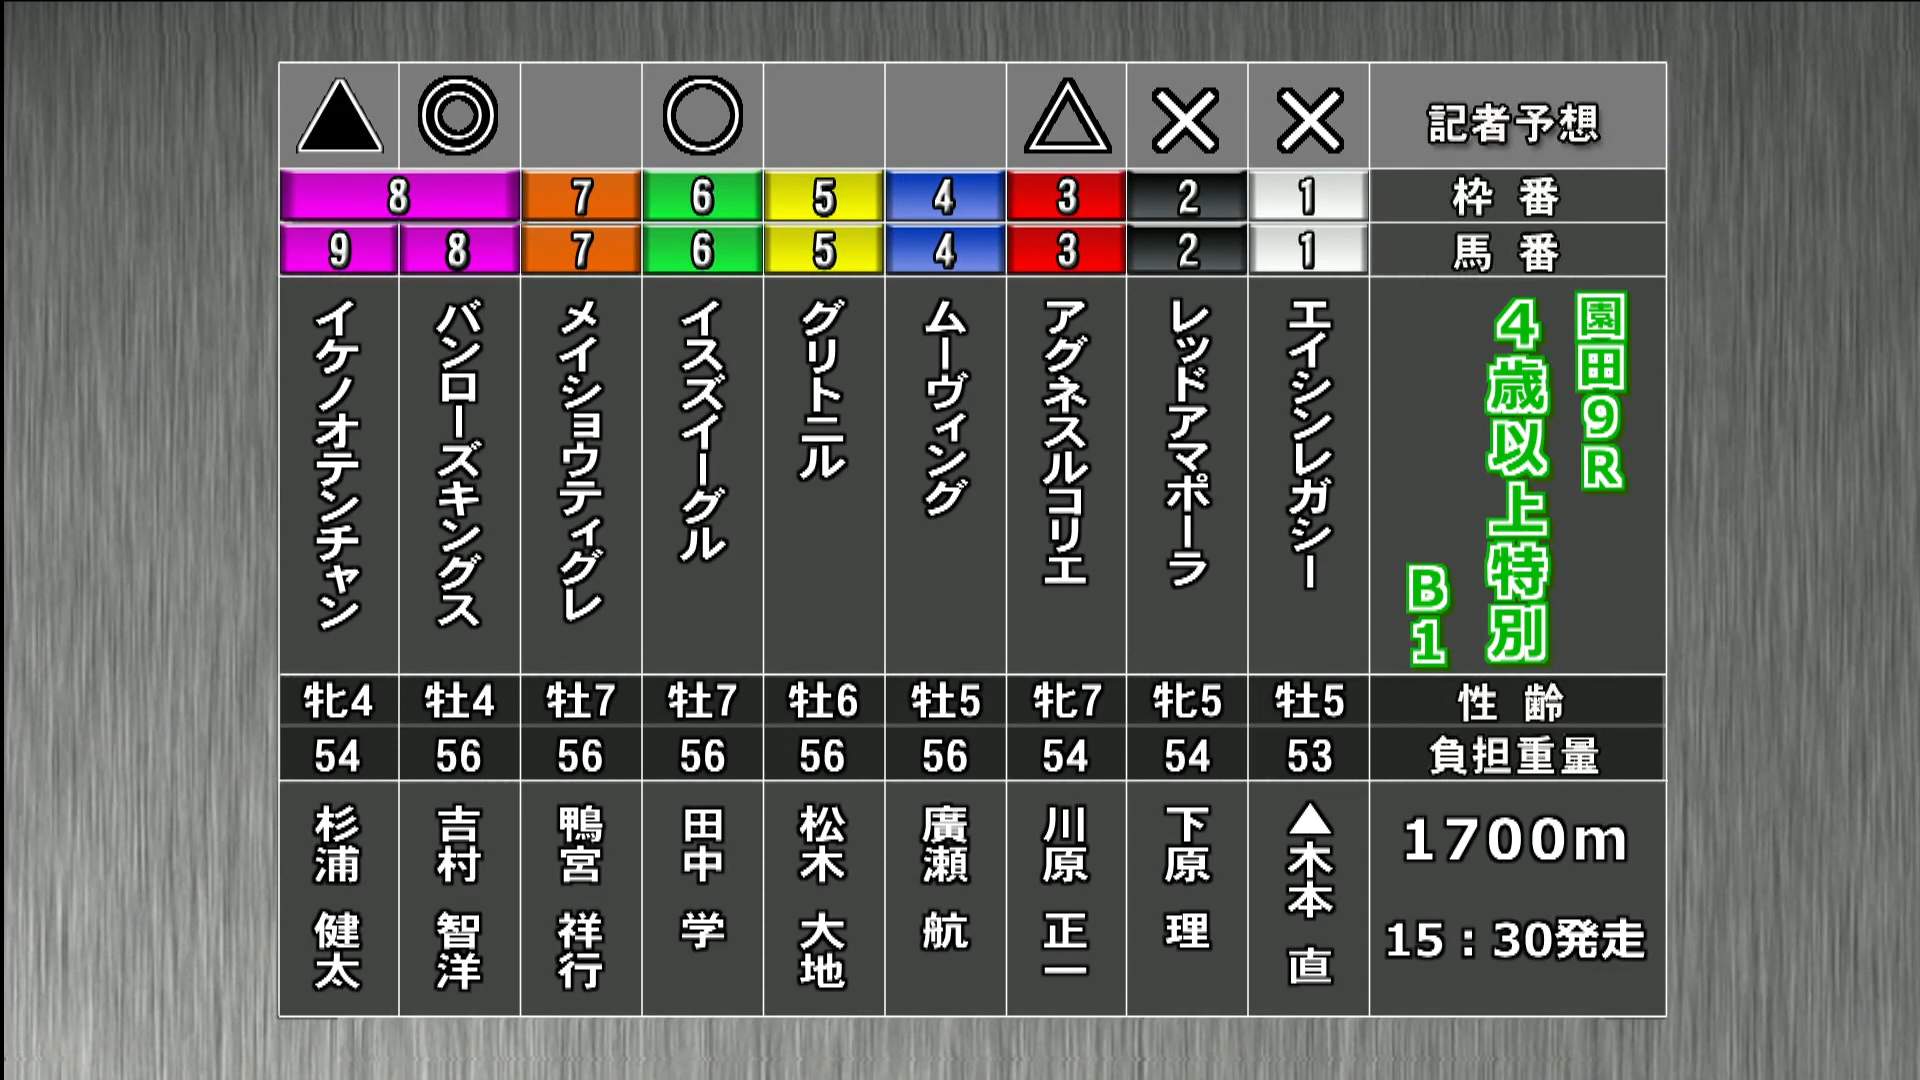 ▲ ◎ ○ △ × × 記者予想
8 7 6 5 4 3 2 1 枠番
9 8 7 6 5 4 3 2 1 馬番
園田9R
4歳以上特別
B1
エイシンレガシー
レッドアマポーラ
アグネスルコリエ
ムーヴィング
グリトニル
イスズイーグル
メイショウティグレ
バンローズキングス
イケノオテンチャン
牝4 牡4 牡7 牡7 牡6 牡5 牝7 牝5 牡5 性齢
54 56 56 56 56 56 54 54 53 負担重量
1700m
15:30発走
▲木本 直
下原 理
川原 正一
廣瀬 航
松木 大地
田中 学
鴨宮 祥行
吉村 智洋
杉浦 健太